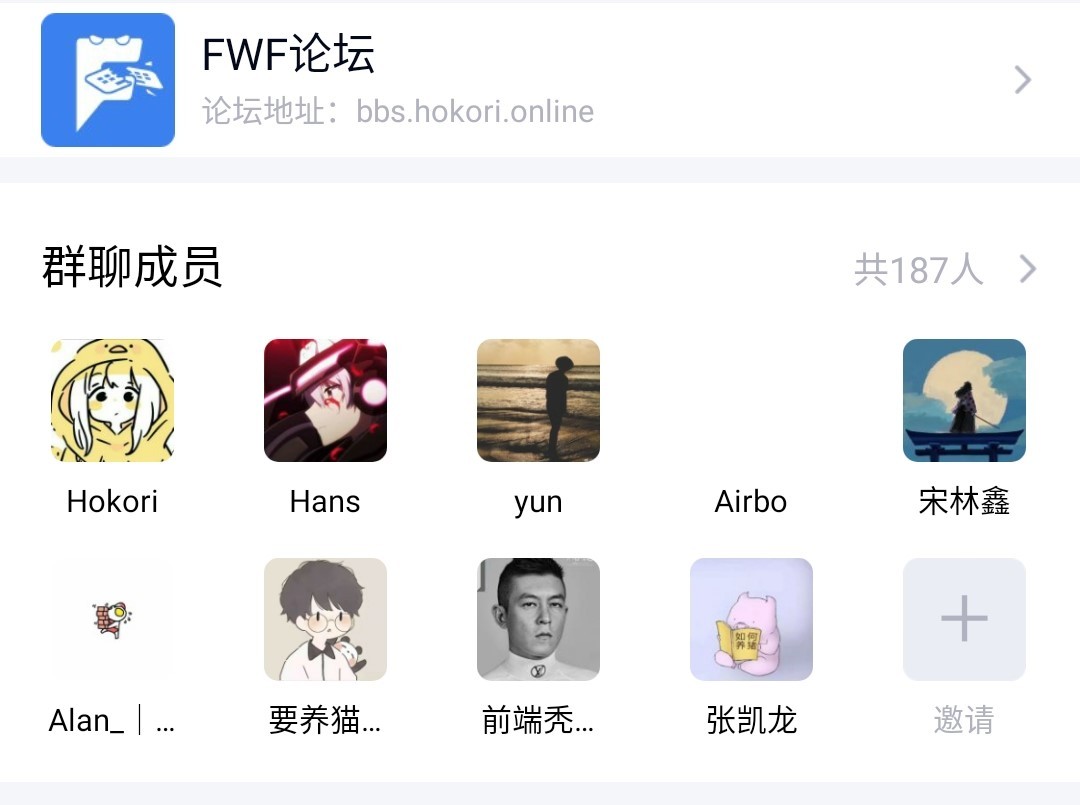 FWF论坛
论坛地址：bbs.hokori.online
群聊成员
共187人
Hokori
Hans
yun
Airbo
宋林鑫
如何
养猪
Alan_｜...
要养猫...
前端秃...
张凯龙
邀请